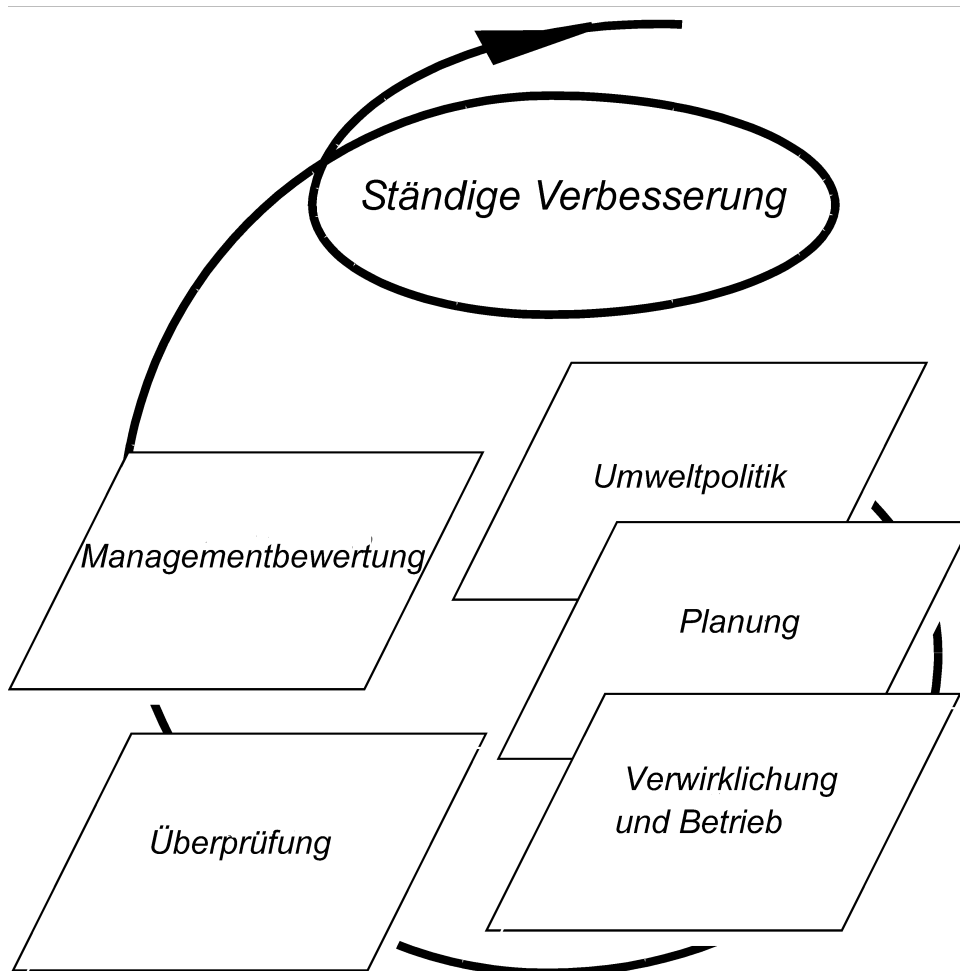 Ständige Verbesserung
Umweltpolitik
Managementbewertung
Planung
Verwirklichung
und Betrieb
Überprüfung